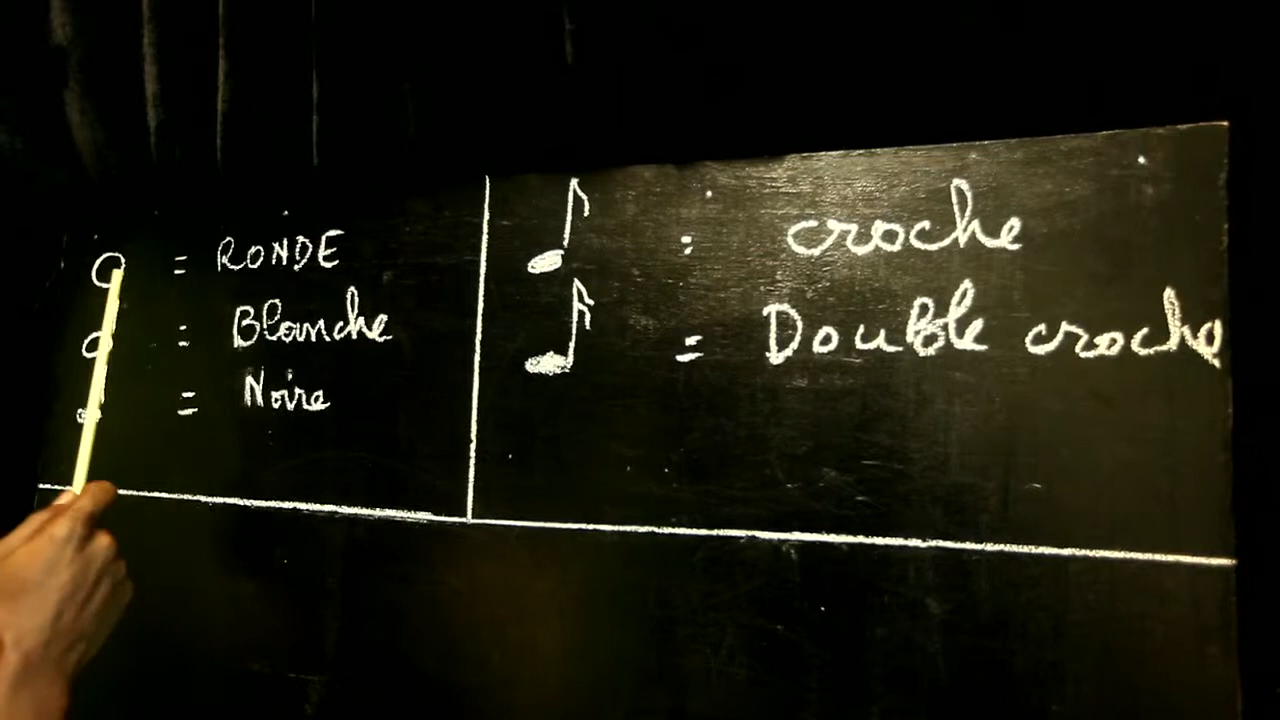 = RONDE
= Blanche
= Noire
: croche
= Double croche